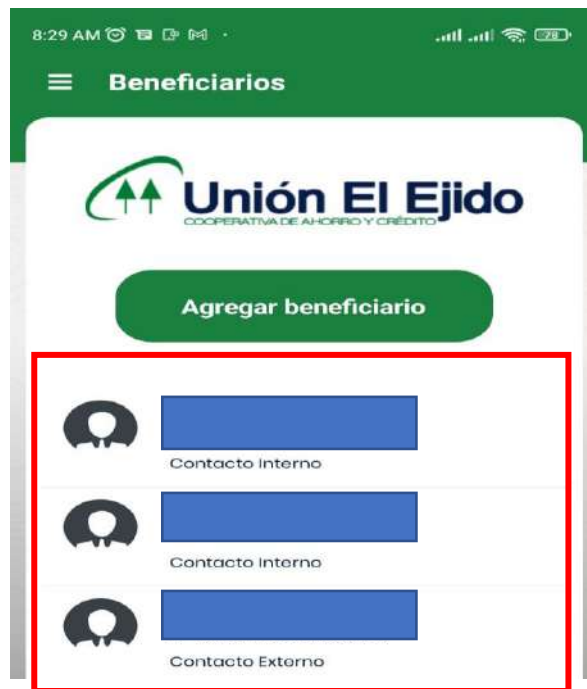 8:29 AM
78
Beneficiarios
Unión El Ejido
COOPERATIVA DE AHORRO Y CRÉDITO
Agregar beneficiario
Contacto Interno
Contacto Interno
Contacto Externo